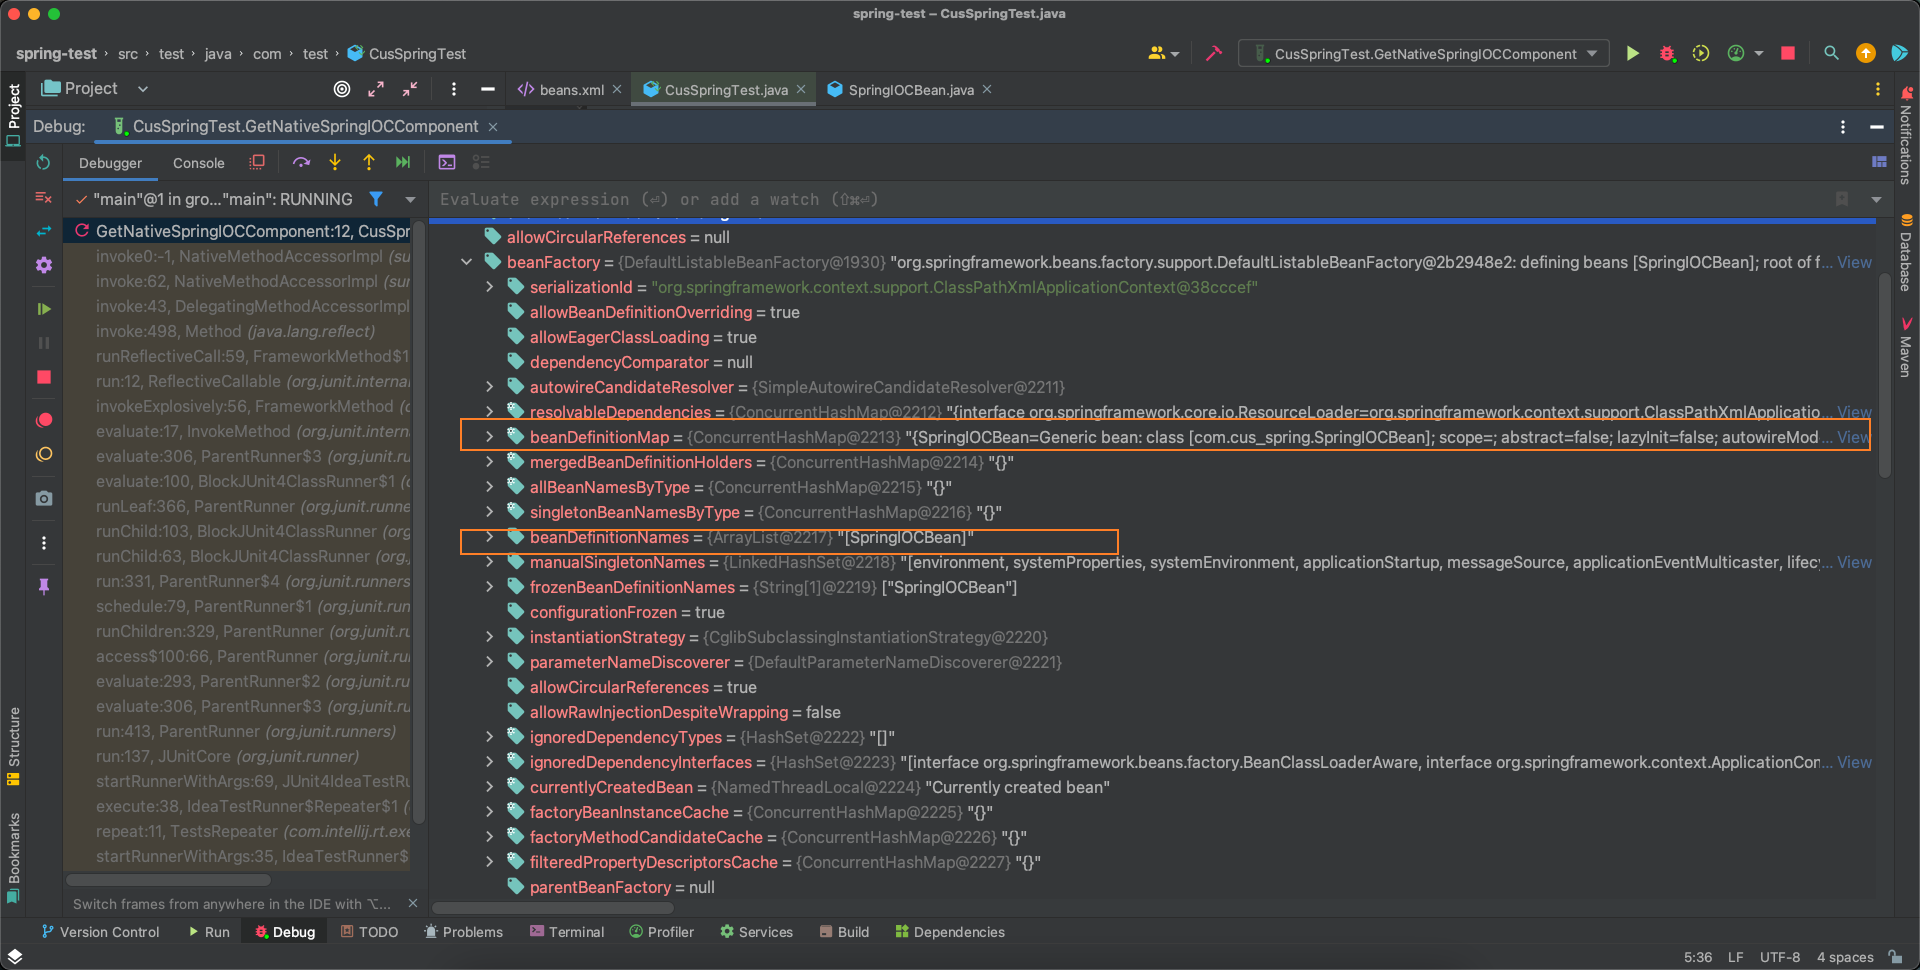 spring-test – CusSpringTest.java
spring-test › src › test › java › com › test › CusSpringTest
CusSpringTest.GetNativeSpringIOCComponent
Project
beans.xml
CusSpringTest.java
SpringIOCBean.java
Debug:
CusSpringTest.GetNativeSpringIOCComponent
Debugger
Console
"main"@1 in gro..."main": RUNNING
Evaluate expression (⏎) or add a watch (⇧⌘⏎)
GetNativeSpringIOCComponent:12, CusSpr
invoke0:-1, NativeMethodAccessorImpl (su
invoke:62, NativeMethodAccessorImpl (sur
invoke:43, DelegatingMethodAccessorImpl
invoke:498, Method (java.lang.reflect)
runReflectiveCall:59, FrameworkMethod$1
run:12, ReflectiveCallable (org.junit.interna
invokeExplosively:56, FrameworkMethod (c
evaluate:17, InvokeMethod (org.junit.intern
evaluate:306, ParentRunner$3 (org.junit.ru
evaluate:100, BlockJUnit4ClassRunner$1 (
runLeaf:366, ParentRunner (org.junit.runne
runChild:103, BlockJUnit4ClassRunner (org
runChild:63, BlockJUnit4ClassRunner (org.
run:331, ParentRunner$4 (org.junit.runners
schedule:79, ParentRunner$1 (org.junit.rur
runChildren:329, ParentRunner (org.junit.ru
access$100:66, ParentRunner (org.junit.rui
evaluate:293, ParentRunner$2 (org.junit.ru
evaluate:306, ParentRunner$3 (org.junit.ru
run:413, ParentRunner (org.junit.runners)
run:137, JUnitCore (org.junit.runner)
startRunnerWithArgs:69, JUnit4IdeaTestRu
execute:38, IdeaTestRunner$Repeater$1 (
repeat:11, TestsRepeater (com.intellij.rt.exe
startRunnerWithArgs:35, IdeaTestRunner$
Switch frames from anywhere in the IDE with ⌥...
allowCircularReferences = null
beanFactory = {DefaultListableBeanFactory@1930} "org.springframework.beans.factory.support.DefaultListableBeanFactory@2b2948e2: defining beans [SpringIOCBean]; root of f... View
serializationId = "org.springframework.context.support.ClassPathXmlApplicationContext@38cccef"
allowBeanDefinitionOverriding = true
allowEagerClassLoading = true
dependencyComparator = null
autowireCandidateResolver = {SimpleAutowireCandidateResolver@2211}
resolvableDependencies = {ConcurrentHashMap@2212} "{interface org.springframework.core.io.ResourceLoader=org.springframework.context.support.ClassPathXmlApplicatio... View
beanDefinitionMap = {ConcurrentHashMap@2213} "{SpringIOCBean=Generic bean: class [com.cus_spring.SpringIOCBean]; scope=; abstract=false; lazyInit=false; autowireMod... View
mergedBeanDefinitionHolders = {ConcurrentHashMap@2214} "{}"
allBeanNamesByType = {ConcurrentHashMap@2215} "{}"
singletonBeanNamesByType = {ConcurrentHashMap@2216} "{}"
beanDefinitionNames = {ArrayList@2217} "[SpringIOCBean]"
manualSingletonNames = {LinkedHashSet@2218} "[environment, systemProperties, systemEnvironment, applicationStartup, messageSource, applicationEventMulticaster, lifecy... View
frozenBeanDefinitionNames = {String[1]@2219} ["SpringIOCBean"]
configurationFrozen = true
instantiationStrategy = {CglibSubclassingInstantiationStrategy@2220}
parameterNameDiscoverer = {DefaultParameterNameDiscoverer@2221}
allowCircularReferences = true
allowRawInjectionDespiteWrapping = false
ignoredDependencyTypes = {HashSet@2222} "[]"
ignoredDependencyInterfaces = {HashSet@2223} "[interface org.springframework.beans.factory.BeanClassLoaderAware, interface org.springframework.context.ApplicationCon... View
currentlyCreatedBean = {NamedThreadLocal@2224} "Currently created bean"
factoryBeanInstanceCache = {ConcurrentHashMap@2225} "{}"
factoryMethodCandidateCache = {ConcurrentHashMap@2226} "{}"
filteredPropertyDescriptorsCache = {ConcurrentHashMap@2227} "{}"
parentBeanFactory = null
Project
Structure
Bookmarks
Notifications
Database
Maven
Version Control
Run
Debug
TODO
Problems
Terminal
Profiler
Services
Build
Dependencies
5:36
LF
UTF-8
4 spaces